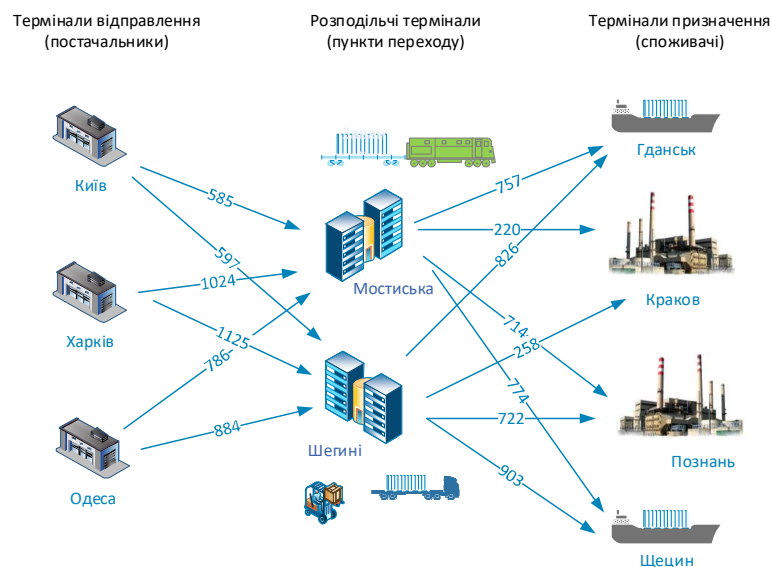 Термінали відправлення
(постачальники)
Розподільчі термінали
(пункти переходу)
Термінали призначення
(споживачі)
Київ
Харків
Одеса
Мостиська
Шегині
Гданськ
Краков
Познань
Щецин
585
597
1024
1125
786
884
757
220
826
714
258
774
722
903